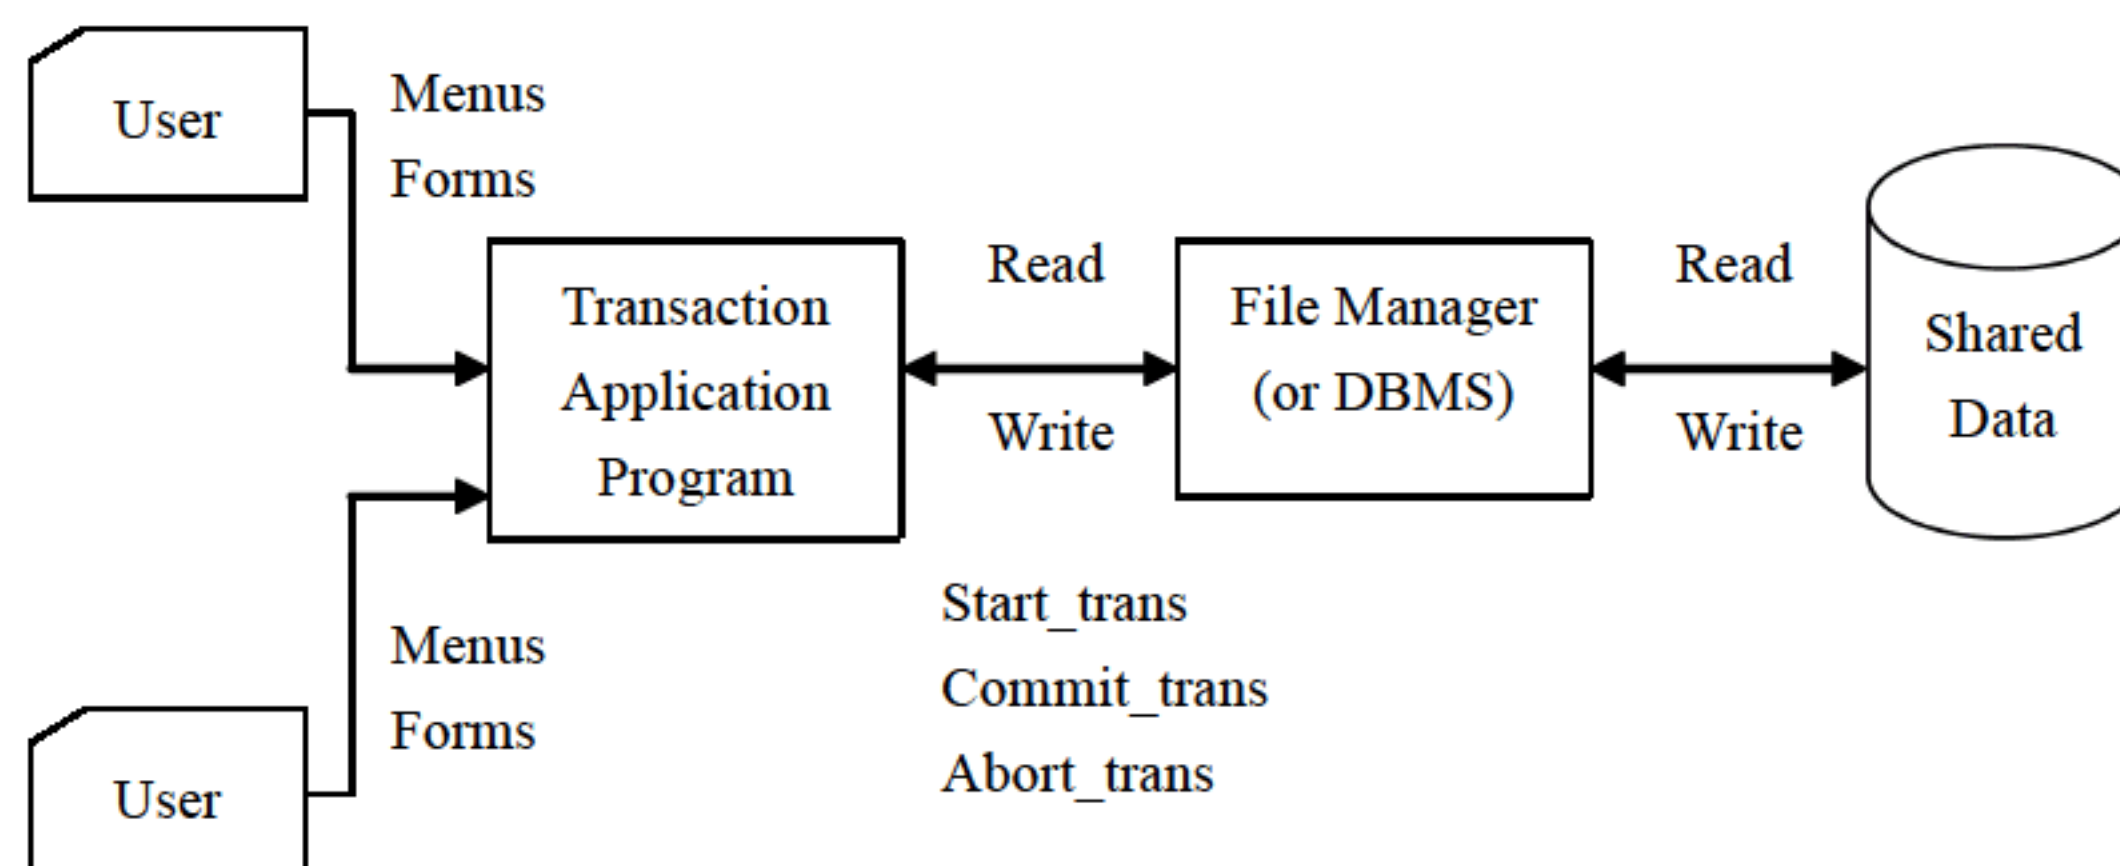 User
Menus
Forms
Transaction
Application
Program
Read
Write
File Manager
(or DBMS)
Read
Write
Shared
Data
Start_trans
Commit_trans
Abort_trans
Menus
Forms
User